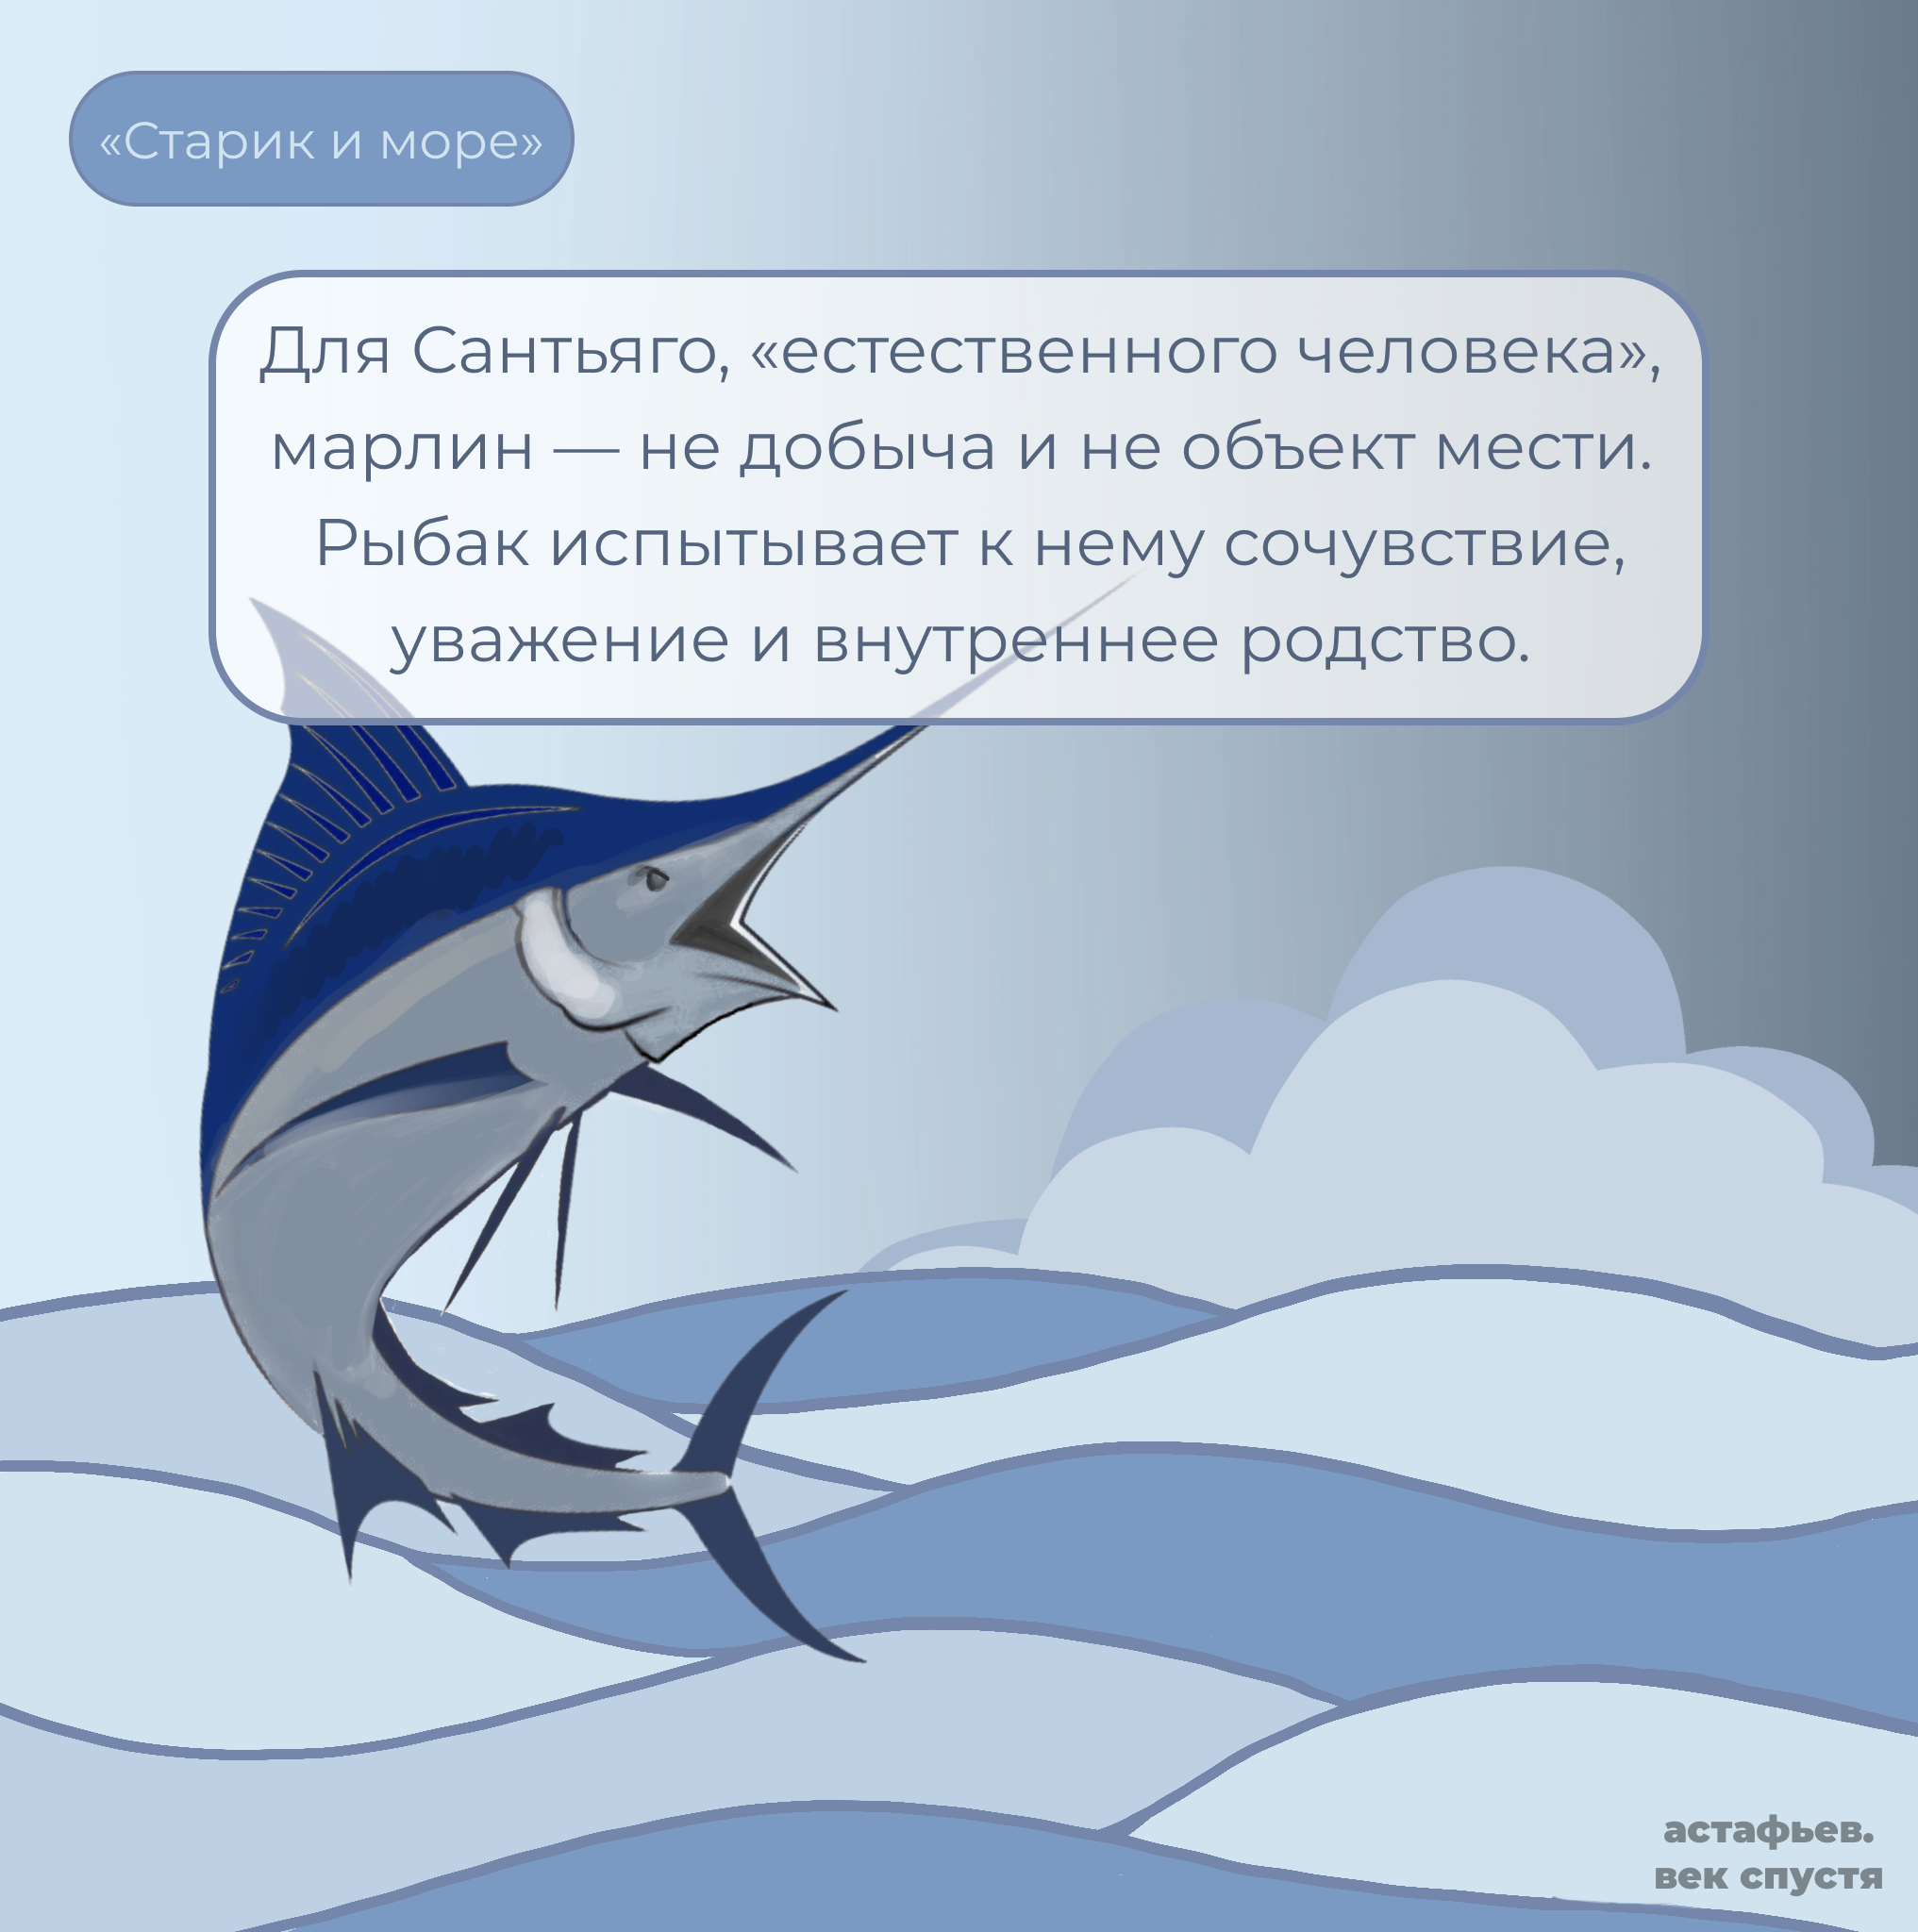 «Старик и море»
Для Сантьяго, «естественного человека»,
марлин — не добыча и не объект мести.
Рыбак испытывает к нему сочувствие,
уважение и внутреннее родство.
астафьев.
век спустя